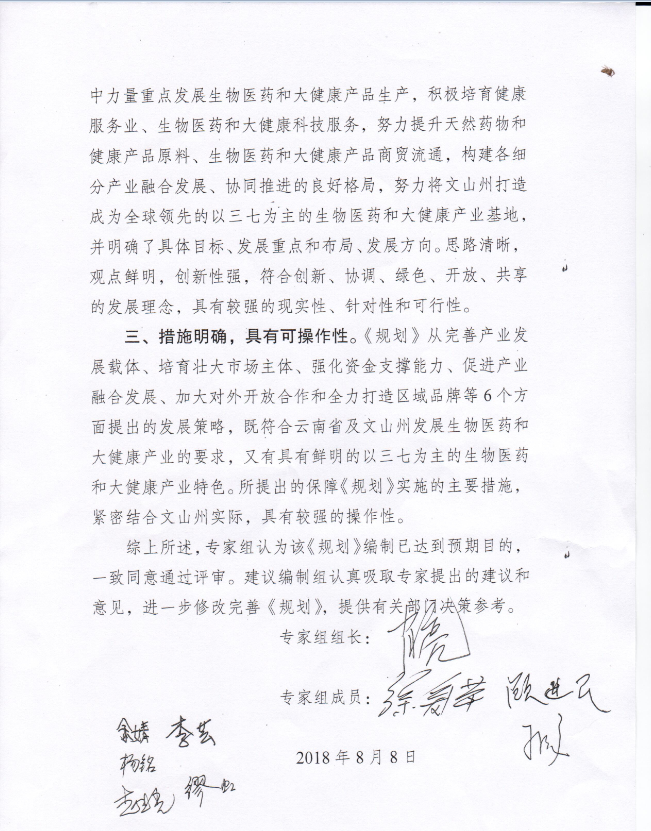 中力量重点发展生物医药和大健康产品生产，积极培育健康
服务业、生物医药和大健康科技服务，努力提升天然药物和
健康产品原料、生物医药和大健康产品商贸流通，构建各细
分产业融合发展、协同推进的良好格局，努力将文山州打造
成为全球领先的以三七为主的生物医药和大健康产业基地，
并明确了具体目标、发展重点和布局、发展方向。思路清晰，
观点鲜明，创新性强，符合创新、协调、绿色、开放、共享
的发展理念，具有较强的现实性、针对性和可行性。
三、措施明确，具有可操作性。《规划》从完善产业发
展载体、培育壮大市场主体、强化资金支撑能力、促进产业
融合发展、加大对外开放合作和全力打造区域品牌等6个方
面提出的发展策略，既符合云南省及文山州发展生物医药和
大健康产业的要求，又有具有鲜明的以三七为主的生物医药
和大健康产业特色。所提出的保障《规划》实施的主要措施，
紧密结合文山州实际，具有较强的操作性。
综上所述，专家组认为该《规划》编制已达到预期目的，
一致同意通过评审。建议编制组认真吸取专家提出的建议和
意见，进一步修改完善《规划》，提供有关部门决策参考。
专家组组长：
专家组成员：
李芸
杨铭
2018年8月8日